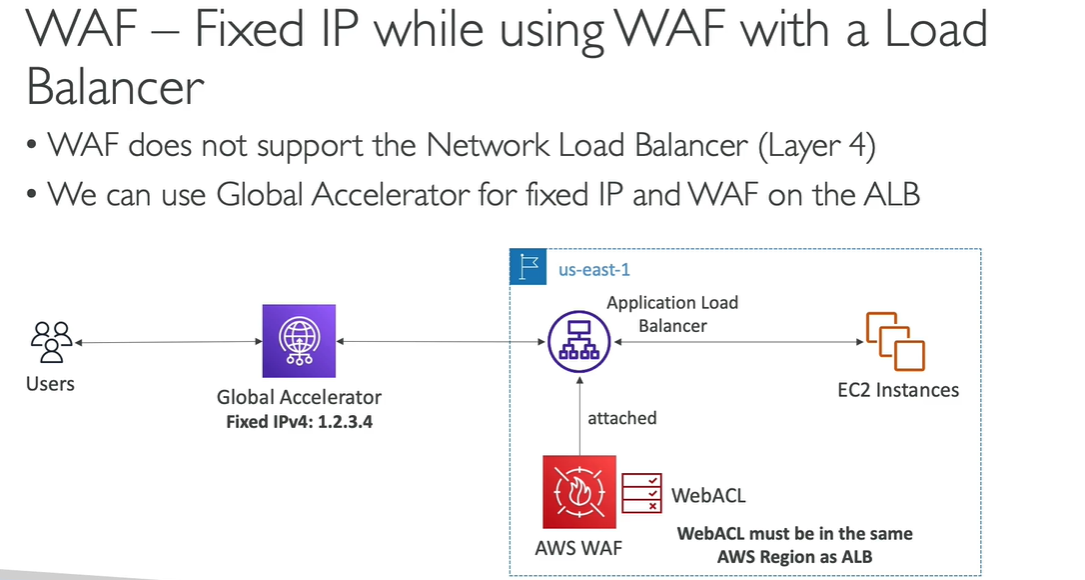 WAF – Fixed IP while using WAF with a Load
Balancer
• WAF does not support the Network Load Balancer (Layer 4)
• We can use Global Accelerator for fixed IP and WAF on the ALB
us-east-1
Application Load
Balancer
Users
Global Accelerator
Fixed IPv4: 1.2.3.4
EC2 Instances
attached
WebACL
AWS WAF
WebACL must be in the same
AWS Region as ALB